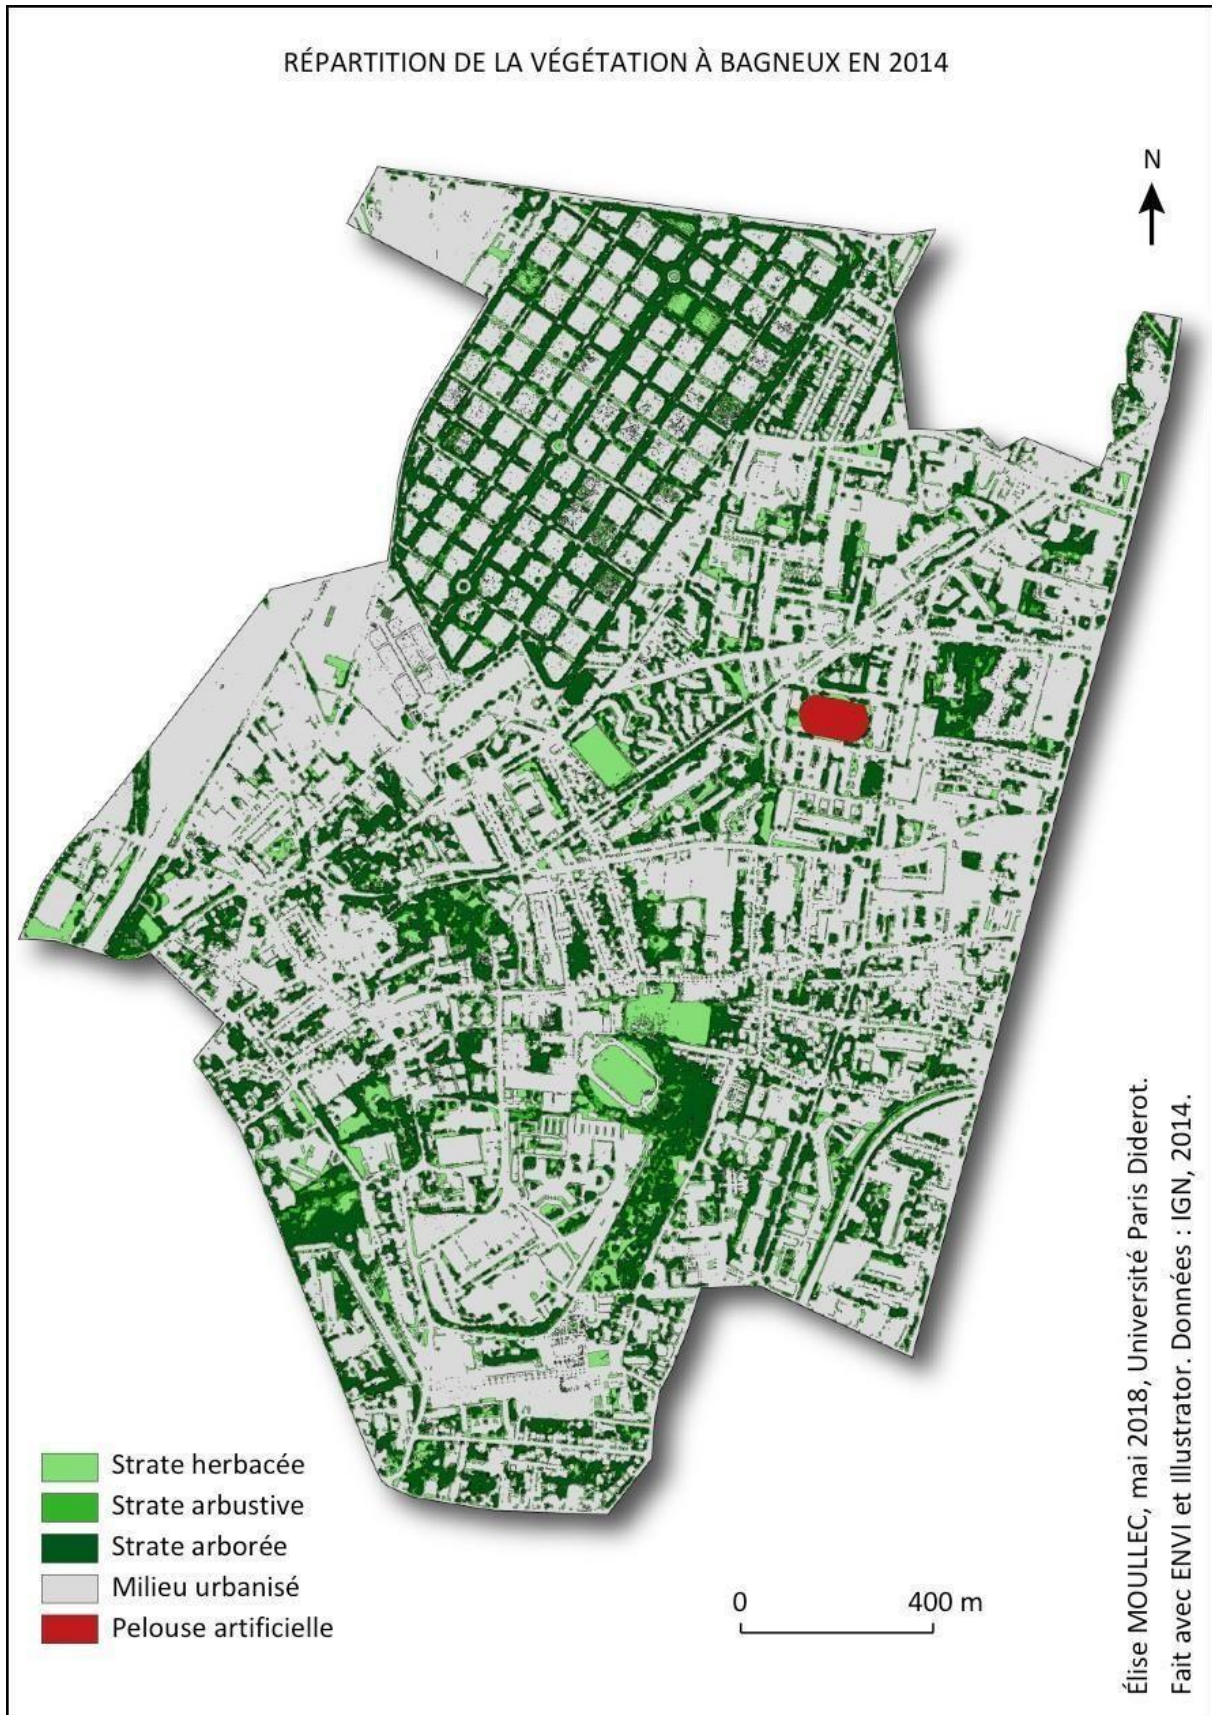 RÉPARTITION DE LA VÉGÉTATION À BAGNEUX EN 2014
N
Strate herbacée
Strate arbustive
Strate arborée
Milieu urbanisé
Pelouse artificielle
0 400 m
Élise MOULLEC, mai 2018, Université Paris Diderot.
Fait avec ENVI et Illustrator. Données : IGN, 2014.